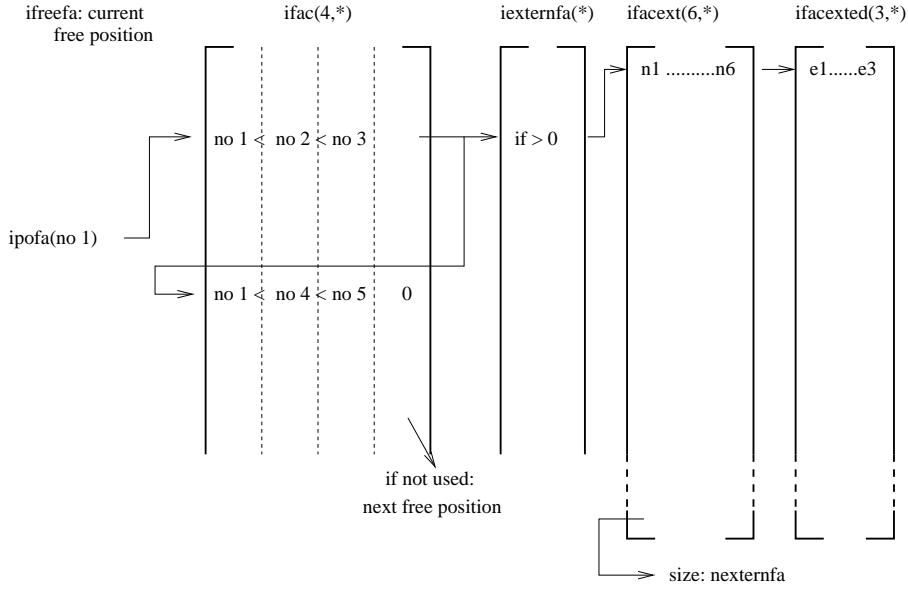 ifreefa: current
free position
ifac(4,*)
iexternfa(*)
ifacext(6,*)
ifacexted(3,*)
n1 ..........n6
e1......e3
no 1 < no 2 < no 3
if > 0
ipofa(no 1)
no 1 < no 4 < no 5 0
if not used:
next free position
size: nexternfa